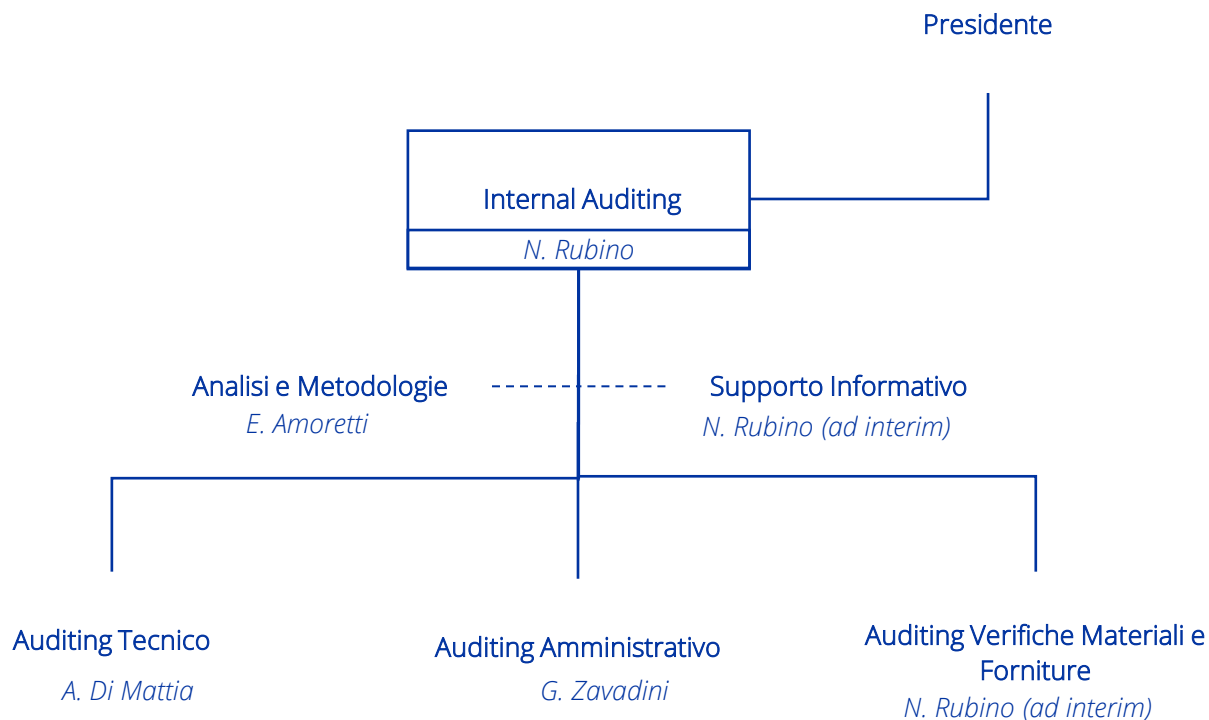 Presidente
Internal Auditing
N. Rubino
Analisi e Metodologie
E. Amoretti
Supporto Informativo
N. Rubino (ad interim)
Auditing Tecnico
A. Di Mattia
Auditing Amministrativo
G. Zavadini
Auditing Verifiche Materiali e
Forniture
N. Rubino (ad interim)